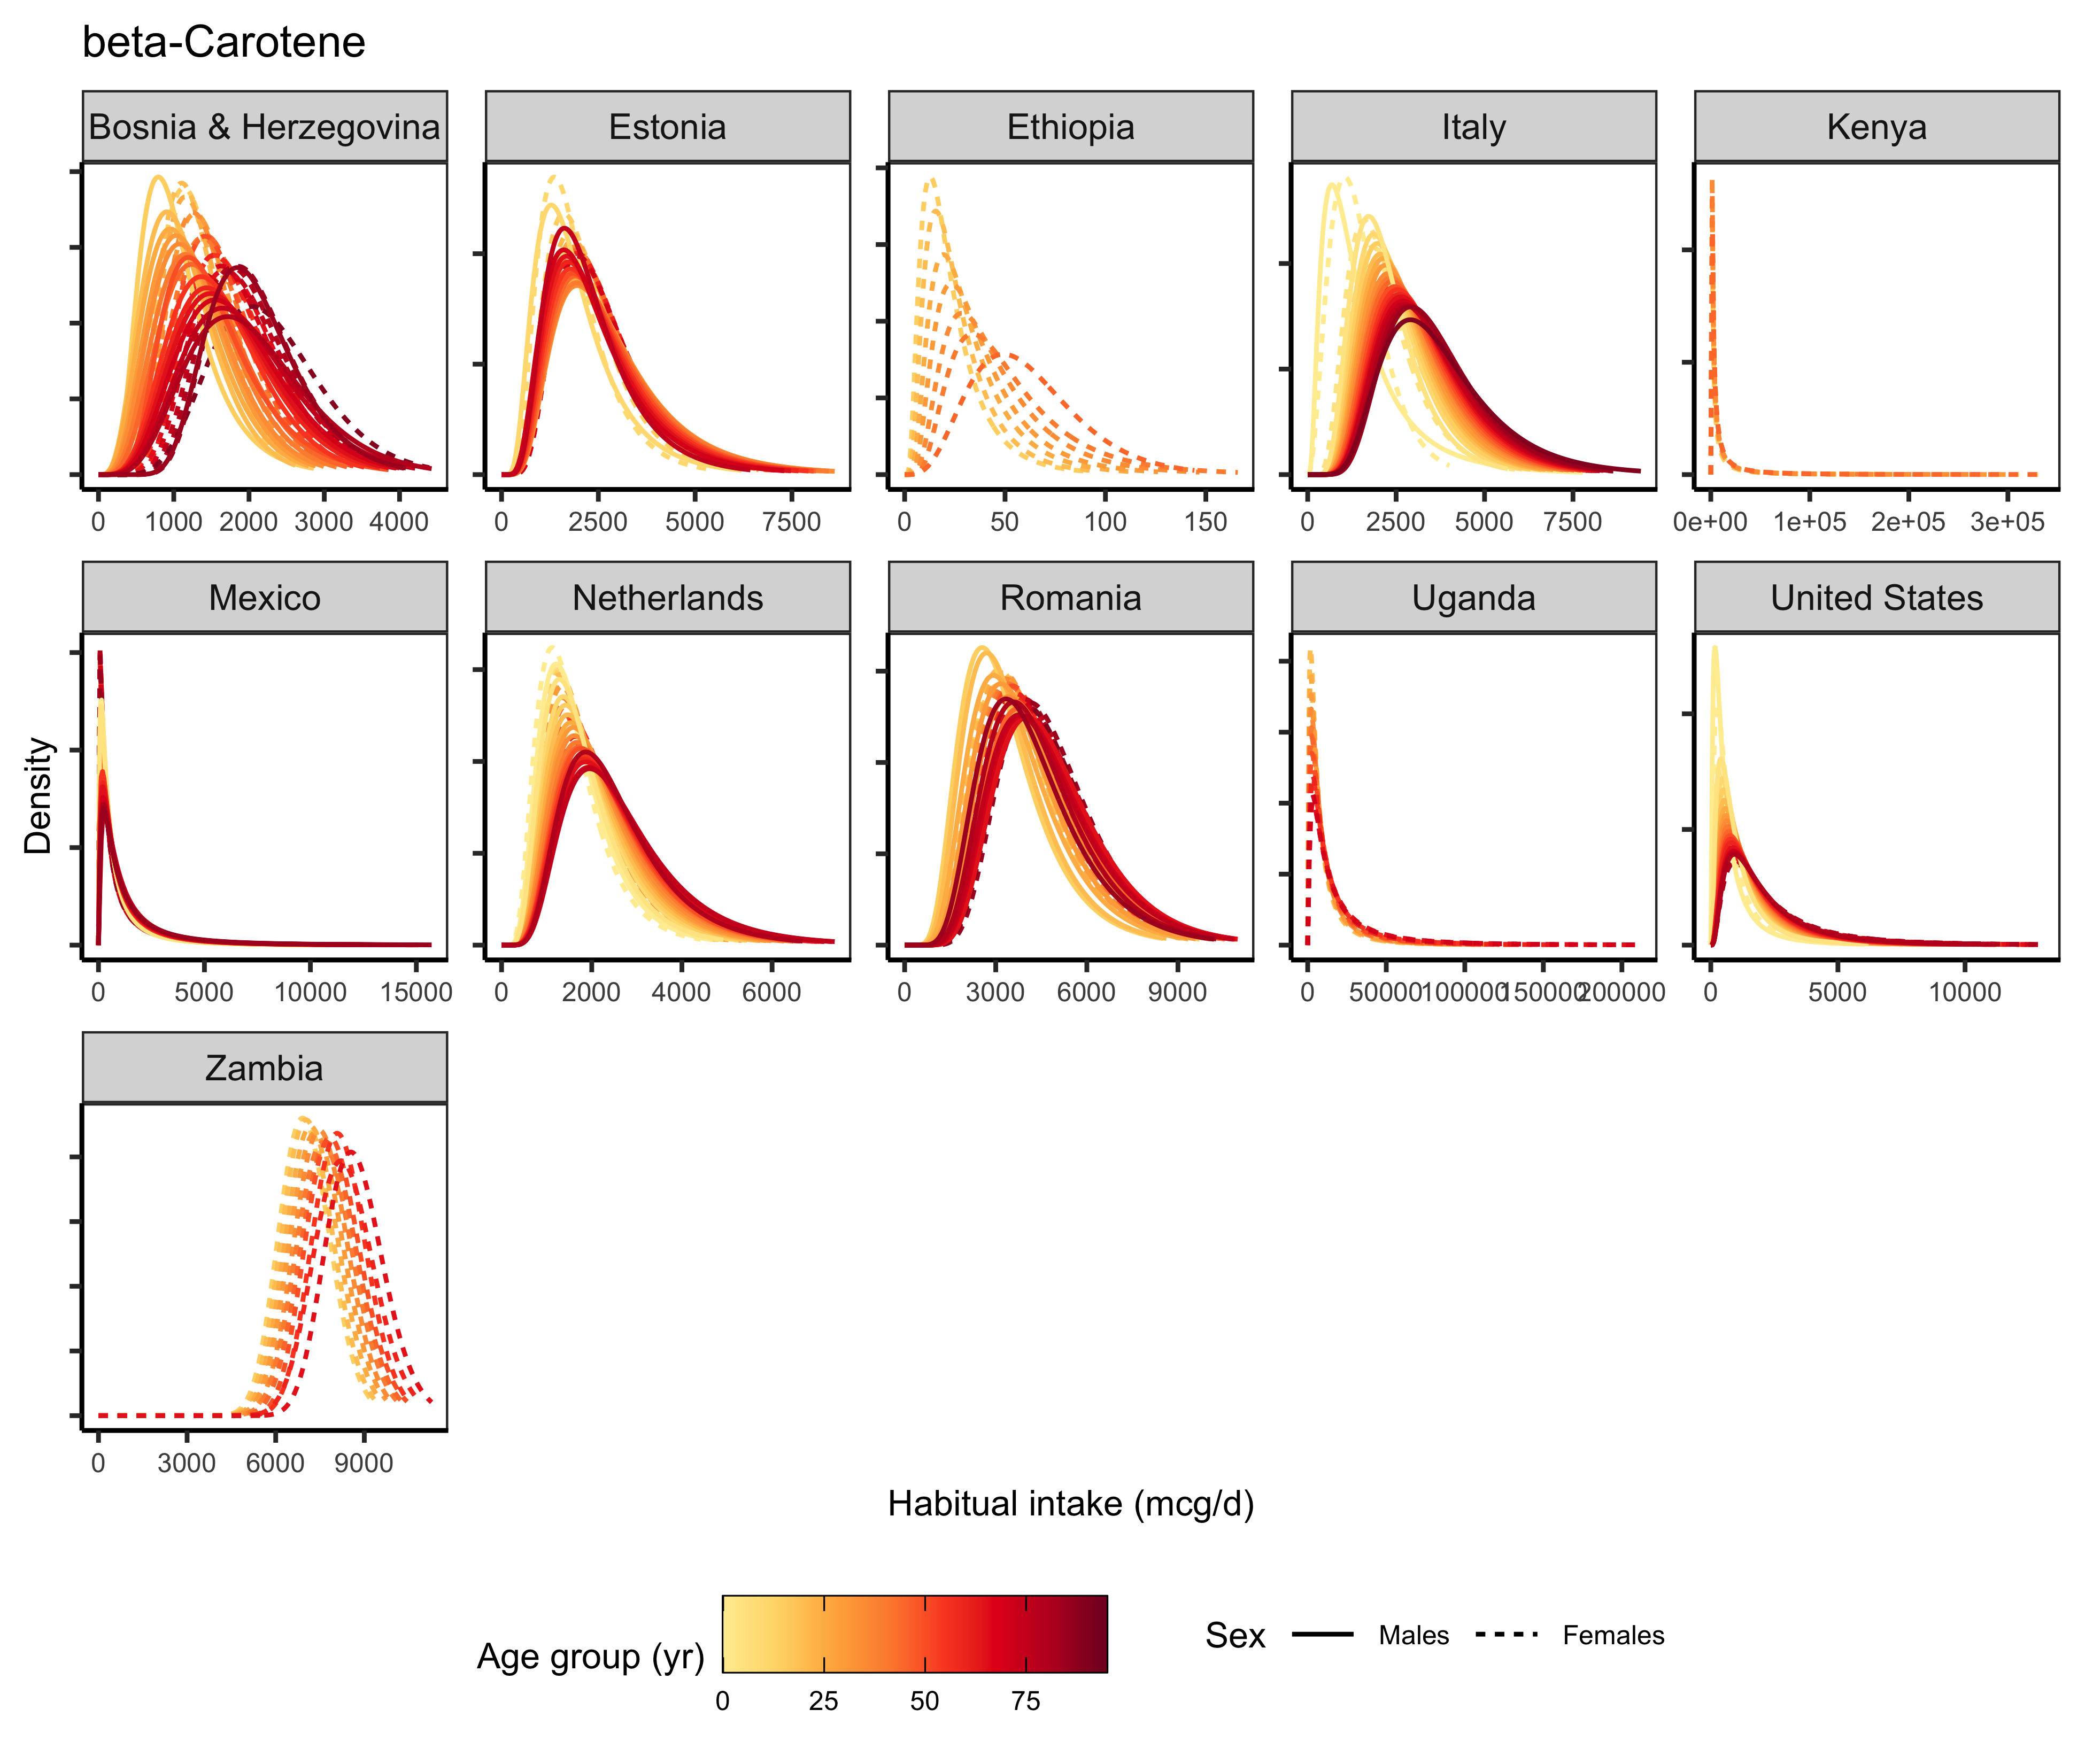 beta-Carotene
Bosnia & Herzegovina Estonia Ethiopia Italy Kenya
0 1000 2000 3000 4000 0 2500 5000 7500 0 50 100 150 0 2500 5000 7500 0e+00 1e+05 2e+05 3e+05
Mexico Netherlands Romania Uganda United States
0 5000 10000 15000 0 2000 4000 6000 0 3000 6000 9000 0 50000 100000 150000 200000 0 5000 10000
Density
Zambia
0 3000 6000 9000
Habitual intake (mcg/d)
Age group (yr)
0 25 50 75
Sex Males Females